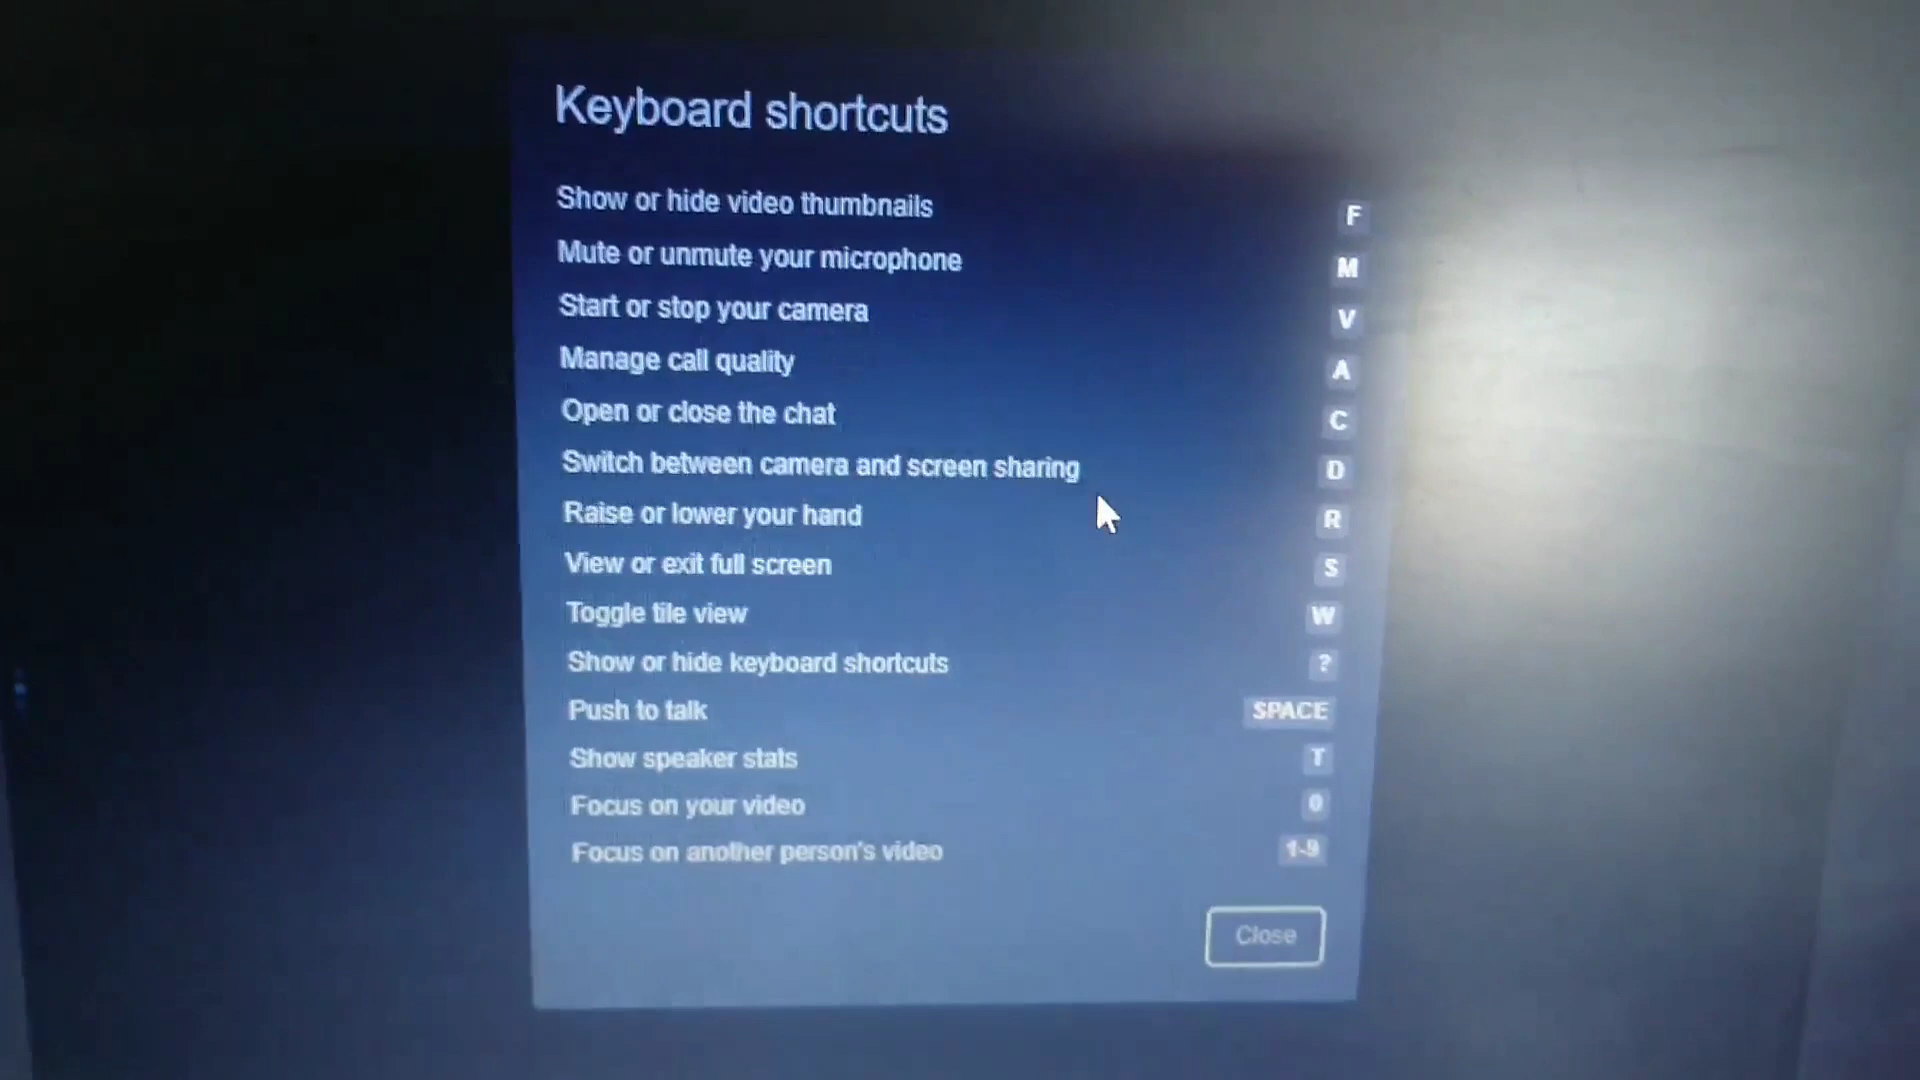 Keyboard shortcuts
Show or hide video thumbnails F
Mute or unmute your microphone M
Start or stop your camera V
Manage call quality A
Open or close the chat C
Switch between camera and screen sharing D
Raise or lower your hand R
View or exit full screen S
Toggle tile view W
Show or hide keyboard shortcuts ?
Push to talk SPACE
Show speaker stats T
Focus on your video 0
Focus on another person's video 1-9
Close